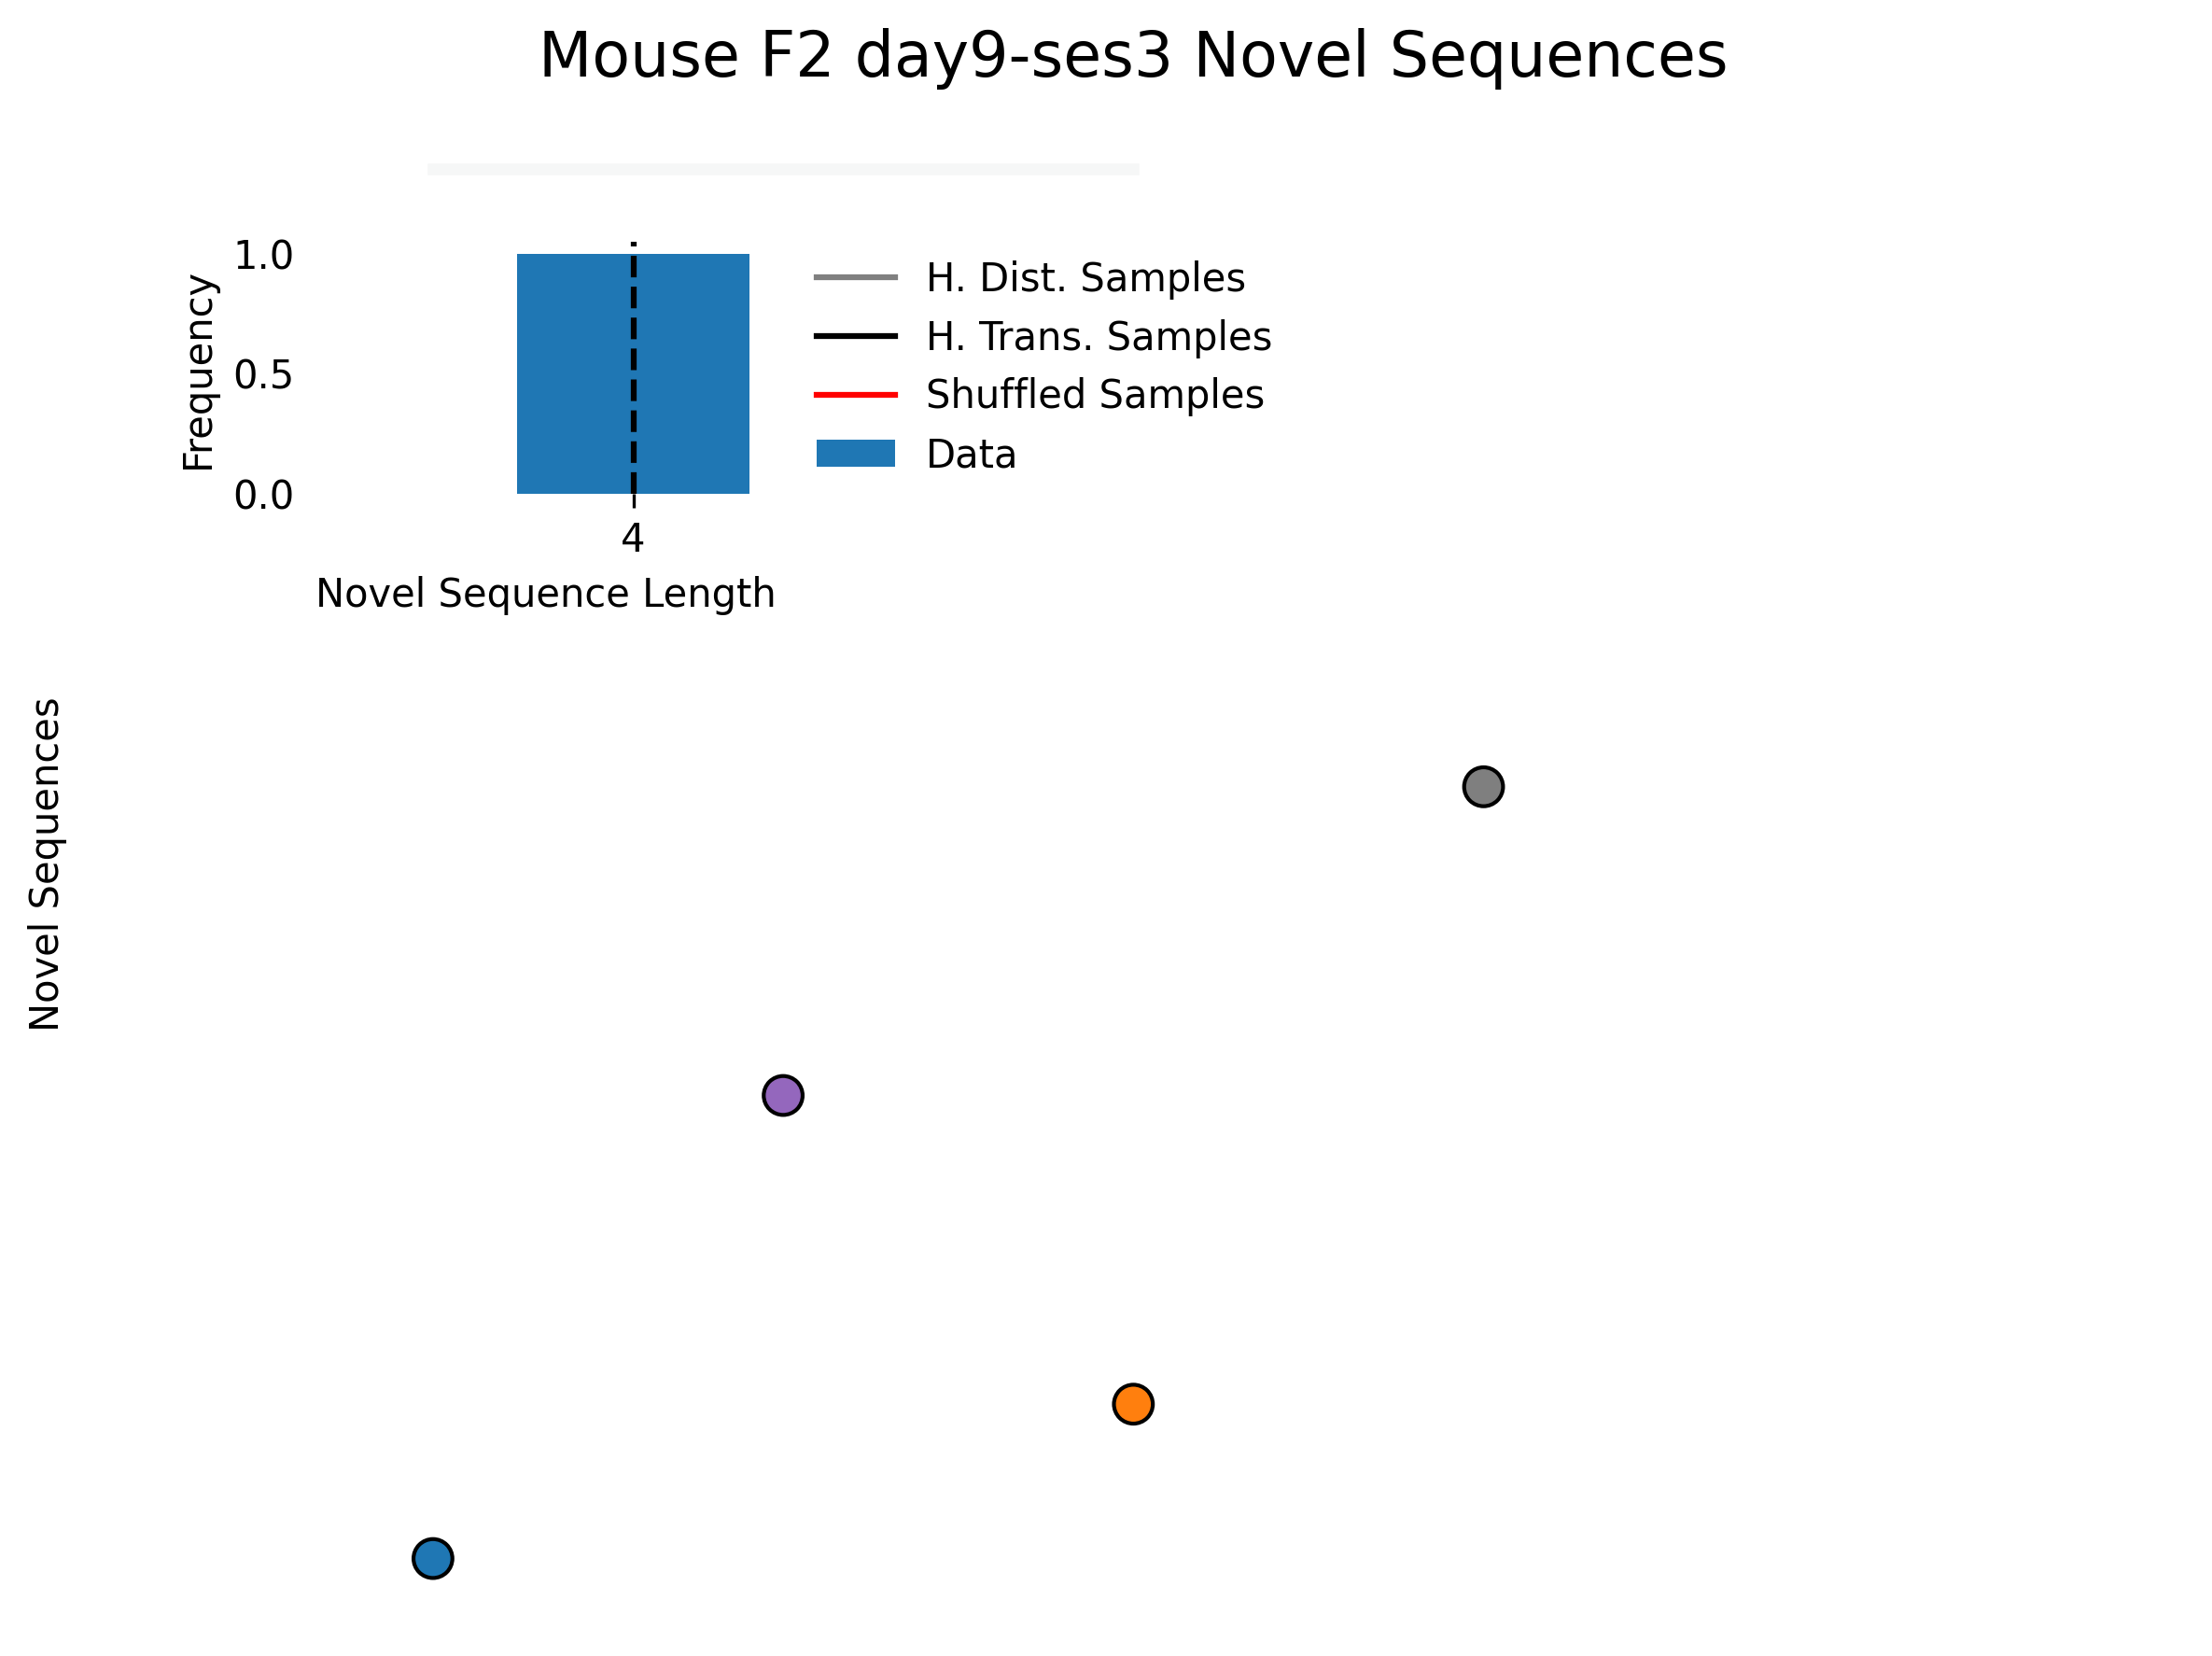 Mouse F2 day9-ses3 Novel Sequences
Frequency
1.0
0.5
0.0
4
Novel Sequence Length
H. Dist. Samples
H. Trans. Samples
Shuffled Samples
Data
Novel Sequences